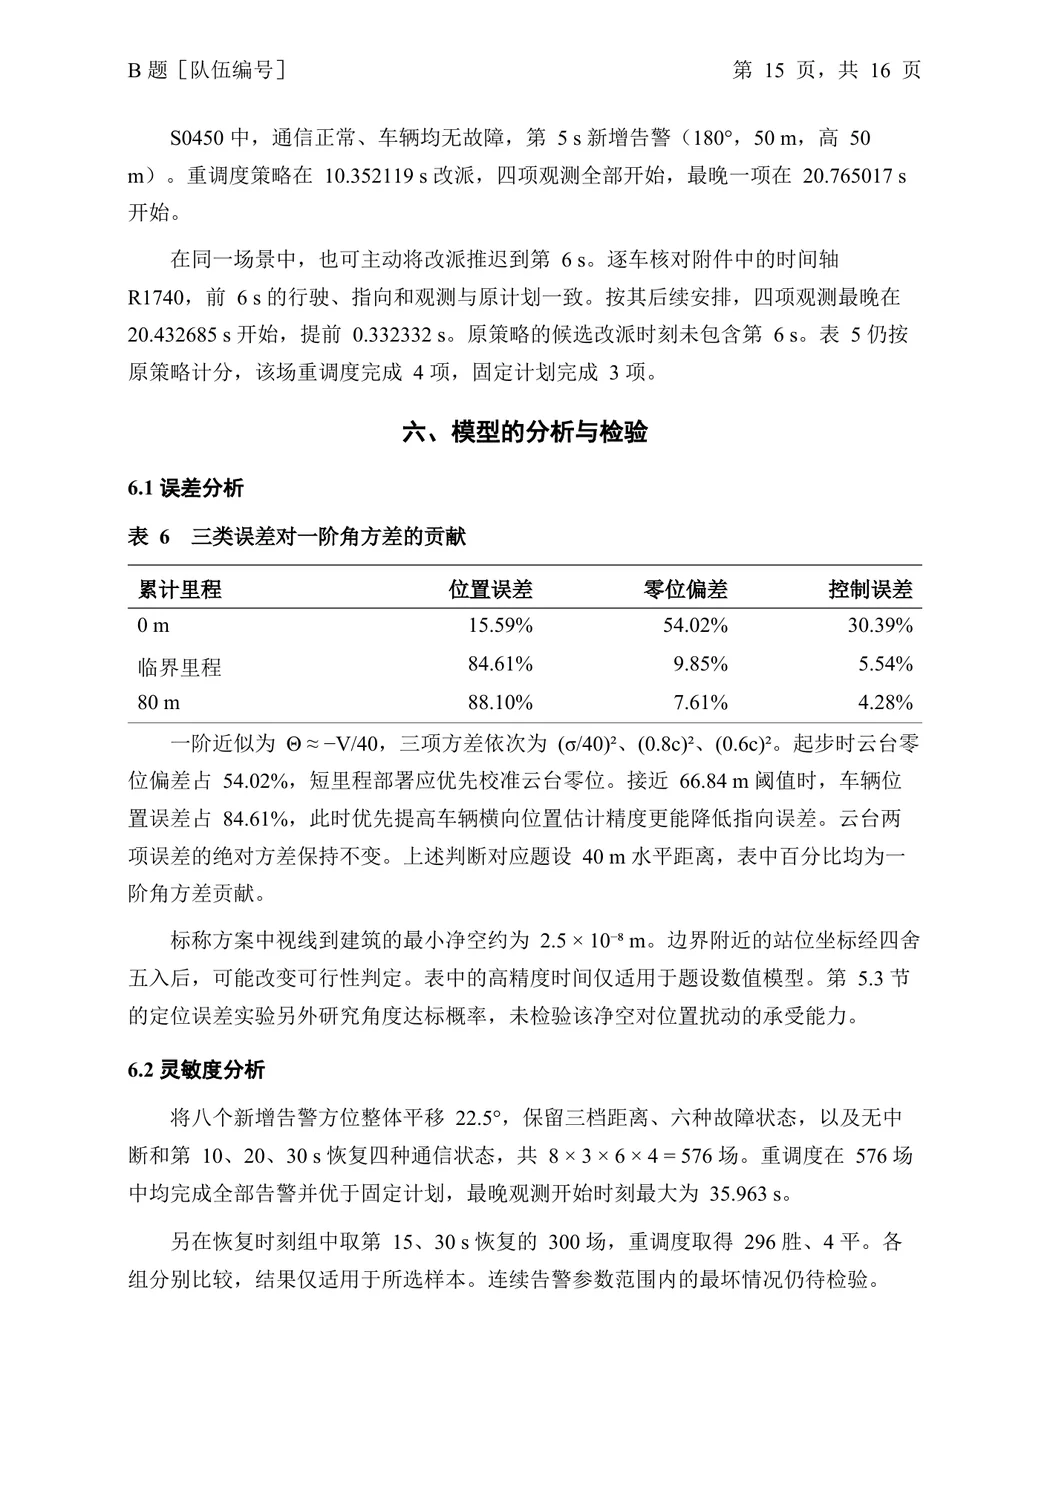 B 题［队伍编号］ 第 15 页，共 16 页
S0450 中，通信正常、车辆均无故障，第 5 s 新增告警（180°，50 m，高 50
m）。重调度策略在 10.352119 s 改派，四项观测全部开始，最晚一项在 20.765017 s
开始。
在同一场景中，也可主动将改派推迟到第 6 s。逐车核对附件中的时间轴
R1740，前 6 s 的行驶、指向和观测与原计划一致。按其后续安排，四项观测最晚在
20.432685 s 开始，提前 0.332332 s。原策略的候选改派时刻未包含第 6 s。表 5 仍按
原策略计分，该场重调度完成 4 项，固定计划完成 3 项。
六、模型的分析与检验
6.1 误差分析
表 6 三类误差对一阶角方差的贡献
累计里程 位置误差 零位偏差 控制误差
0 m 15.59% 54.02% 30.39%
临界里程 84.61% 9.85% 5.54%
80 m 88.10% 7.61% 4.28%
一阶近似为 Θ ≈ −V/40，三项方差依次为 (σ/40)²、(0.8c)²、(0.6c)²。起步时云台零
位偏差占 54.02%，短里程部署应优先校准云台零位。接近 66.84 m 阈值时，车辆位
置误差占 84.61%，此时优先提高车辆横向位置估计精度更能降低指向误差。云台两
项误差的绝对方差保持不变。上述判断对应题设 40 m 水平距离，表中百分比均为一
阶角方差贡献。
标称方案中视线到建筑的最小净空约为 2.5 × 10⁻⁸ m。边界附近的站位坐标经四舍
五入后，可能改变可行性判定。表中的高精度时间仅适用于题设数值模型。第 5.3 节
的定位误差实验另外研究角度达标概率，未检验该净空对位置扰动的承受能力。
6.2 灵敏度分析
将八个新增告警方位整体平移 22.5°，保留三档距离、六种故障状态，以及无中
断和第 10、20、30 s 恢复四种通信状态，共 8 × 3 × 6 × 4 = 576 场。重调度在 576 场
中均完成全部告警并优于固定计划，最晚观测开始时刻最大为 35.963 s。
另在恢复时刻组中取第 15、30 s 恢复的 300 场，重调度取得 296 胜、4 平。各
组分别比较，结果仅适用于所选样本。连续告警参数范围内的最坏情况仍待检验。